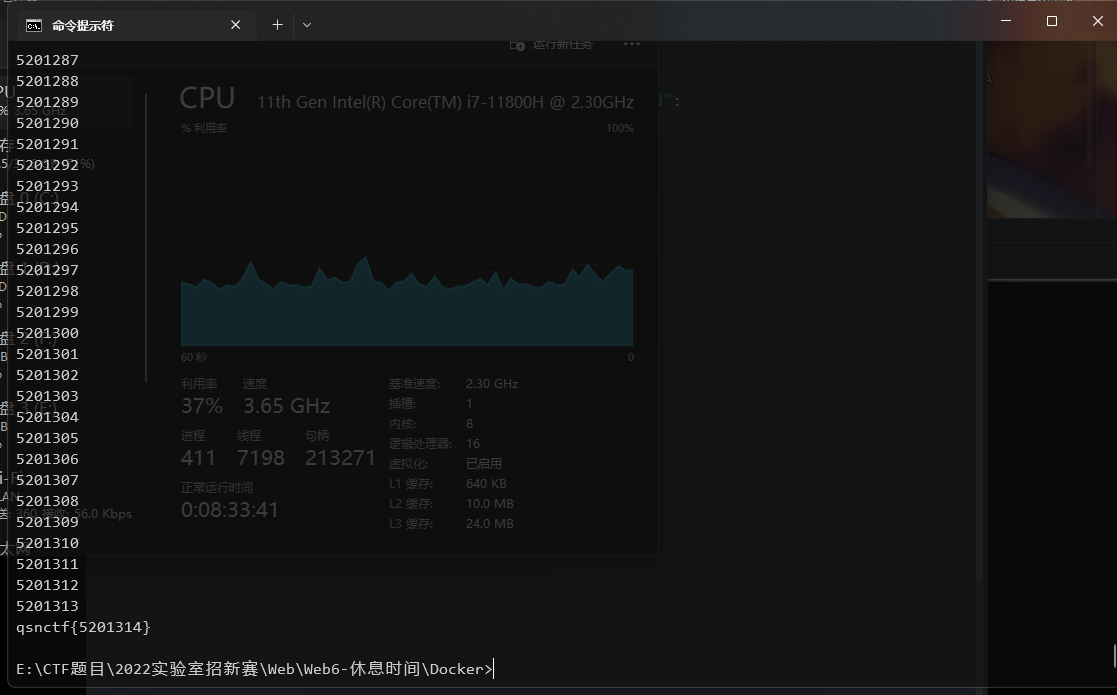 命令提示符
运行新任务
5201287
5201288
5201289
5201290
5201291
5201292
5201293
5201294
5201295
5201296
5201297
5201298
5201299
5201300
5201301
5201302
5201303
5201304
5201305
5201306
5201307
5201308
5201309
5201310
5201311
5201312
5201313
qsnctf{5201314}
E:\CTF题目\2022实验室招新赛\Web\Web6-休息时间\Docker>
CPU 11th Gen Intel(R) Core(TM) i7-11800H @ 2.30GHz
% 利用率 100%
60 秒 0
利用率 速度
37% 3.65 GHz
进程 线程 句柄
411 7198 213271
正常运行时间
0:08:33:41
基准速度: 2.30 GHz
插槽: 1
内核: 8
逻辑处理器: 16
虚拟化: 已启用
L1 缓存: 640 KB
L2 缓存: 10.0 MB
L3 缓存: 24.0 MB
3.65 GHz
360 接收: 56.0 Kbps